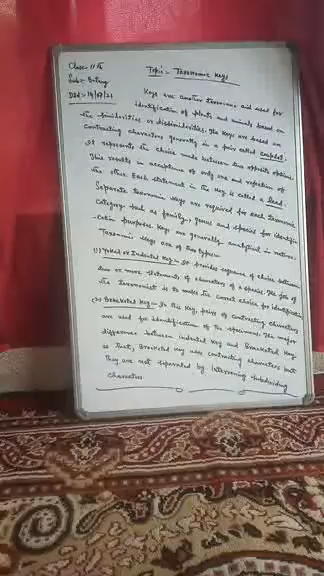 Class:- 11th
Topic:- Taxonomic Keys
Sub:- Botany
Dt:- 14/07/21
Keys are another taxonomic aid used for
identification of plants and animals based on
the similarities or dissimilarities. The keys are based on
contrasting characters generally in a pair called couplet.
It represents the choice made between two opposite options.
This results in acceptance of only one and rejection of
the other. Each statement in the key is called a lead.
Separate taxonomic keys are required for each taxonomic
category such as family, genus and species for identifi-
-cation purposes. Keys are generally analytical in nature.
Taxonomic keys are of two types:-
(1) Yoked or Indented Key:- It provides sequence of choice between
two or more statements of characters of a species. The job of
the taxonomist is to make the correct choice for identification
(2) Bracketed Key:- In this key, pairs of contrasting characters
are used for identification of the specimens. The major
difference between indented key and Bracketed key
is that, Bracketed key uses contrasting characters but
they are not separated by intervening subdividing
characters